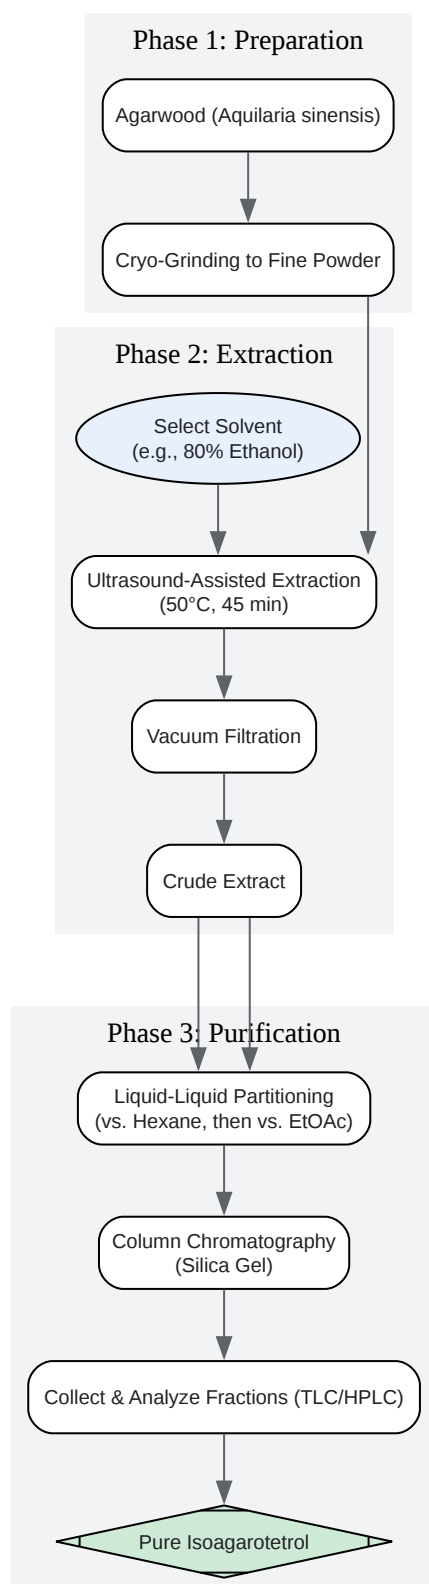 Phase 1: Preparation
Agarwood (Aquilaria sinensis)
Cryo-Grinding to Fine Powder
Phase 2: Extraction
Select Solvent
(e.g., 80% Ethanol)
Ultrasound-Assisted Extraction
(50°C, 45 min)
Vacuum Filtration
Crude Extract
Phase 3: Purification
Liquid-Liquid Partitioning
(vs. Hexane, then vs. EtOAc)
Column Chromatography
(Silica Gel)
Collect & Analyze Fractions (TLC/HPLC)
Pure Isoagarotetrol